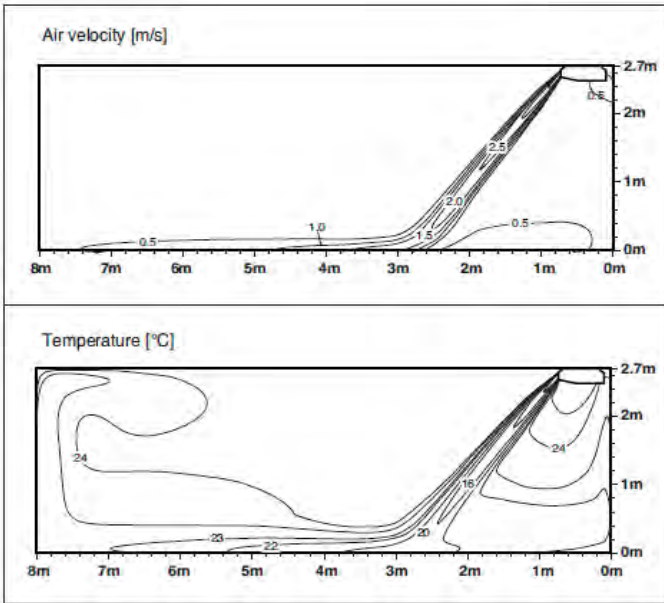 Air velocity [m/s]
2.7m
0.5
2m
2.5
1m
2.0
1.0
0.5
1.5
0.5
0m
8m 7m 6m 5m 4m 3m 2m 1m 0m
Temperature [°C]
2.7m
2m
24
24
16
1m
23
22
20
0m
8m 7m 6m 5m 4m 3m 2m 1m 0m